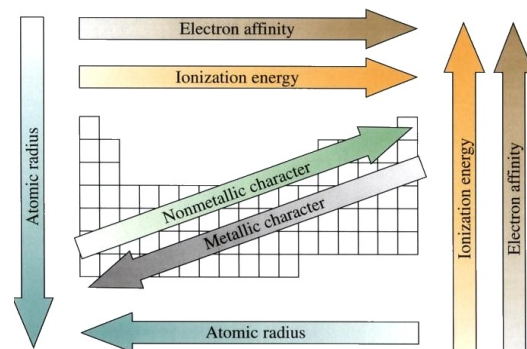 Electron affinity
Ionization energy
Atomic radius
Nonmetallic character
Metallic character
Ionization energy
Electron affinity
Atomic radius